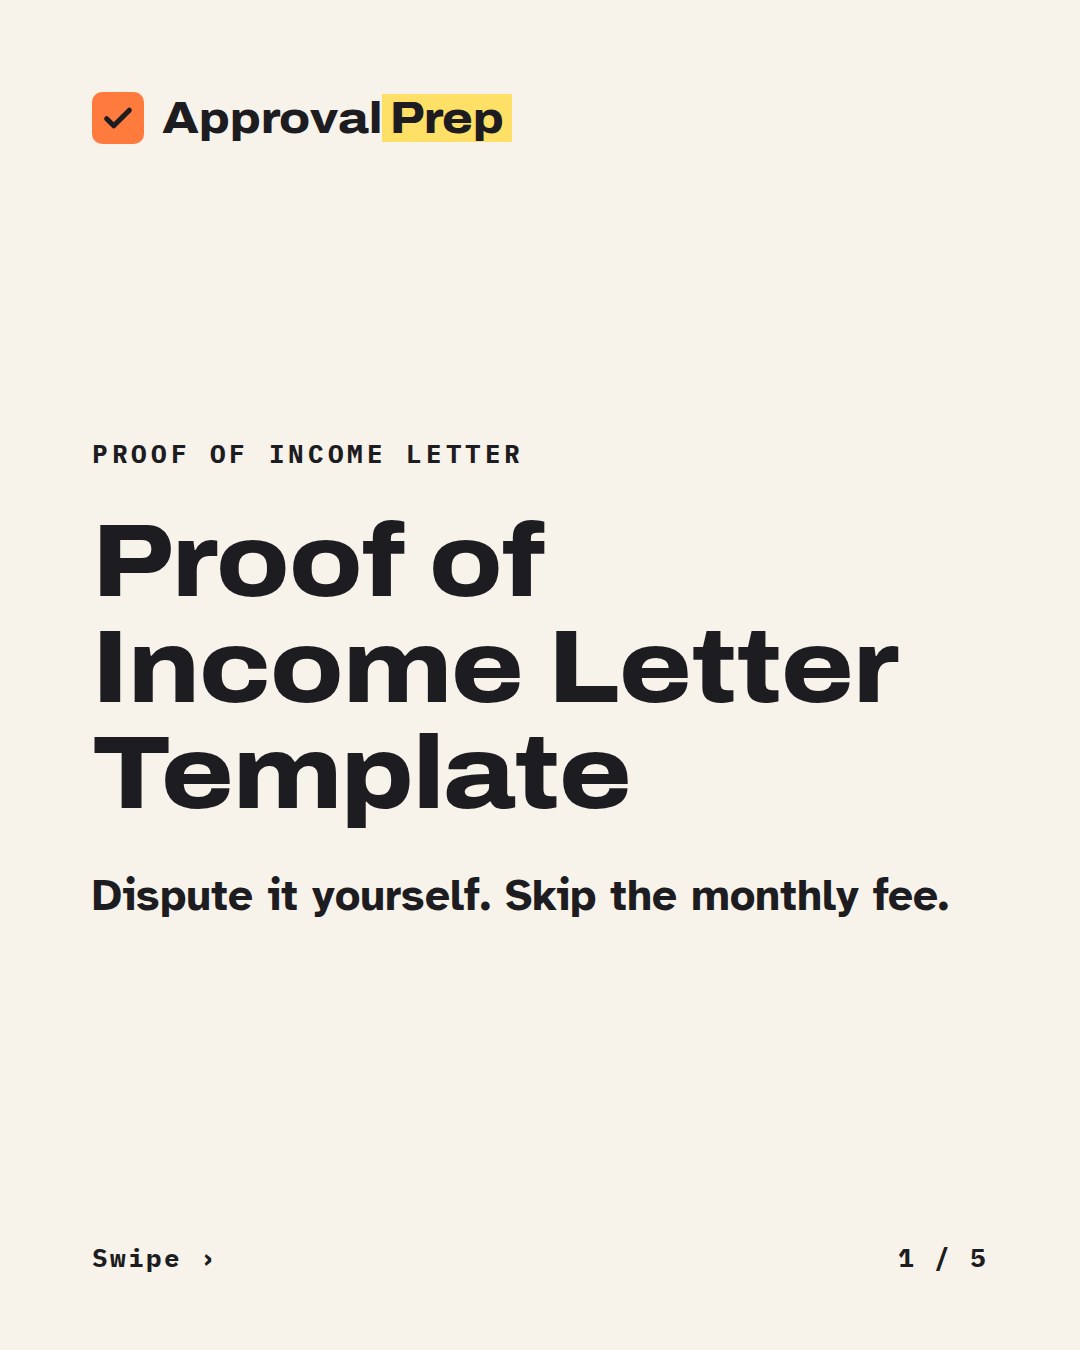 ApprovalPrep
PROOF OF INCOME LETTER
Proof of
Income Letter
Template
Dispute it yourself. Skip the monthly fee.
Swipe ›
1 / 5